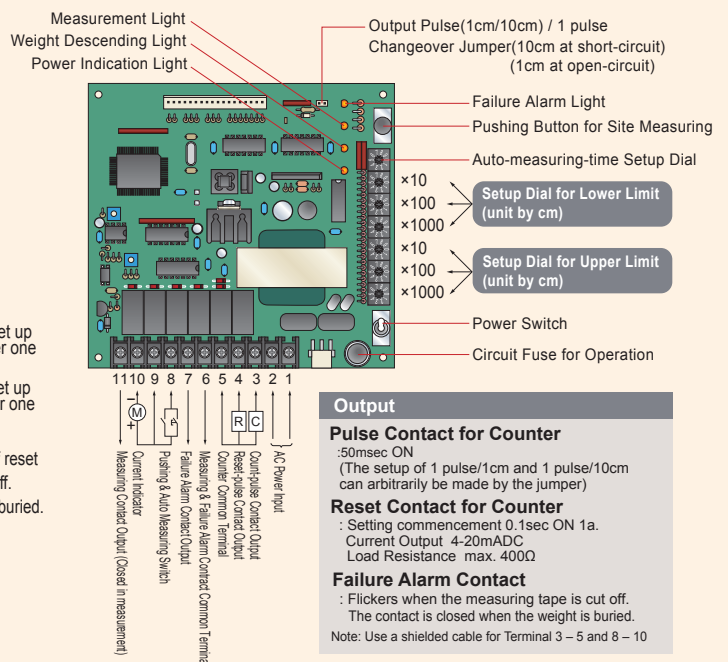 Measurement Light
Weight Descending Light
Power Indication Light
Output Pulse(1cm/10cm) / 1 pulse
Changeover Jumper(10cm at short-circuit)
(1cm at open-circuit)
Failure Alarm Light
Pushing Button for Site Measuring
Auto-measuring-time Setup Dial
×10
×100
×1000
Setup Dial for Lower Limit
(unit by cm)
×10
×100
×1000
Setup Dial for Upper Limit
(unit by cm)
Power Switch
Circuit Fuse for Operation
et up
er one
et up
r one
f reset
ff.
buried.
11 10 9 8 7 6 5 4 3 2 1
− M +
R C
Measuring Contact Output (Closed in measurement)
Current Indicator
Pushing & Auto Measuring Switch
Failure Alarm Contact Output
Measuring & Failure Alarm Contract Common Terminal
Counter Common Terminal
Reset-pulse Contact Output
Count-pulse Contact Output
AC Power Input
Output
Pulse Contact for Counter
:50msec ON
(The setup of 1 pulse/1cm and 1 pulse/10cm
can arbitrarily be made by the jumper)
Reset Contact for Counter
: Setting commencement 0.1sec ON 1a.
Current Output 4-20mADC
Load Resistance max. 400Ω
Failure Alarm Contact
: Flickers when the measuring tape is cut off.
The contact is closed when the weight is buried.
Note: Use a shielded cable for Terminal 3 – 5 and 8 – 10